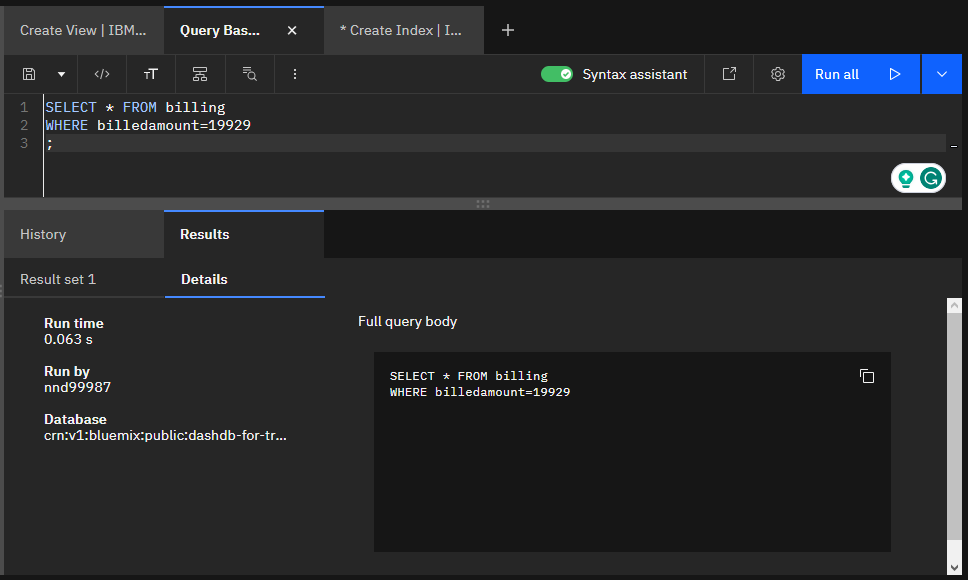 Create View | IBM...
Query Bas...
* Create Index | I...
Syntax assistant
Run all
1 SELECT * FROM billing
2 WHERE billedamount=19929
3 ;
History
Results
Result set 1
Details
Run time
0.063 s
Run by
nnd99987
Database
crn:v1:bluemix:public:dashdb-for-tr...
Full query body
SELECT * FROM billing
WHERE billedamount=19929